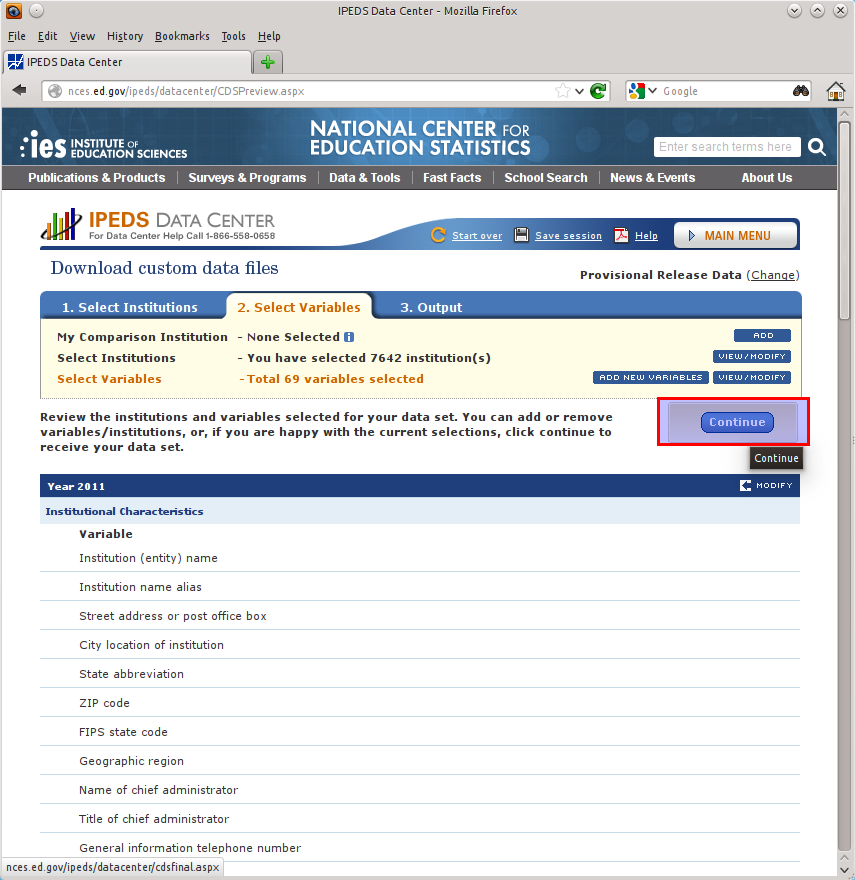 IPEDS Data Center - Mozilla Firefox
File Edit View History Bookmarks Tools Help
IPEDS Data Center
nces.ed.gov/ipeds/datacenter/CDSPreview.aspx
Google
ies INSTITUTE OF EDUCATION SCIENCES
NATIONAL CENTER FOR
EDUCATION STATISTICS
Enter search terms here
Publications & Products Surveys & Programs Data & Tools Fast Facts School Search News & Events About Us
IPEDS DATA CENTER
For Data Center Help Call 1-866-558-0658
Start over Save session Help MAIN MENU
Download custom data files
Provisional Release Data (Change)
1. Select Institutions 2. Select Variables 3. Output
My Comparison Institution - None Selected i ADD
Select Institutions - You have selected 7642 institution(s) VIEW/MODIFY
Select Variables - Total 69 variables selected ADD NEW VARIABLES VIEW/MODIFY
Review the institutions and variables selected for your data set. You can add or remove
variables/institutions, or, if you are happy with the current selections, click continue to
receive your data set.
Continue
Continue
Year 2011 MODIFY
Institutional Characteristics
Variable
Institution (entity) name
Institution name alias
Street address or post office box
City location of institution
State abbreviation
ZIP code
FIPS state code
Geographic region
Name of chief administrator
Title of chief administrator
General information telephone number
nces.ed.gov/ipeds/datacenter/cdsfinal.aspx